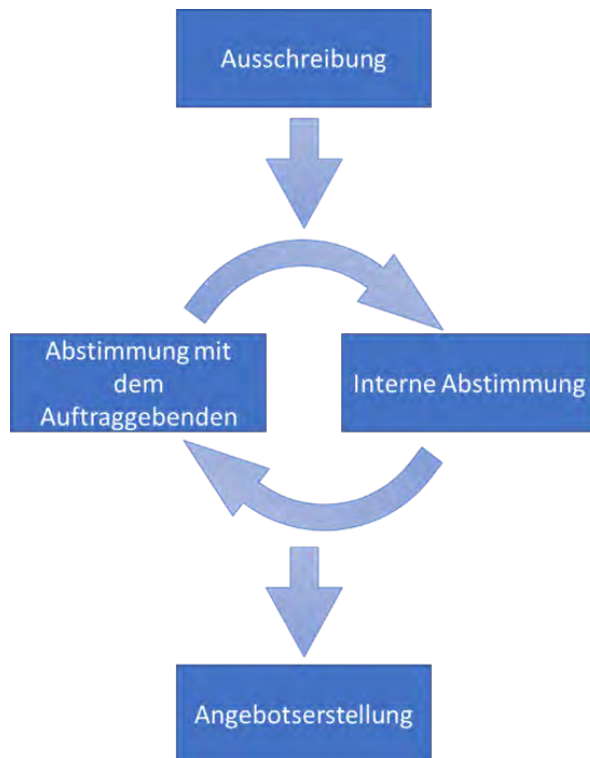 Ausschreibung
Abstimmung mit
dem
Auftraggebenden
Interne Abstimmung
Angebotserstellung